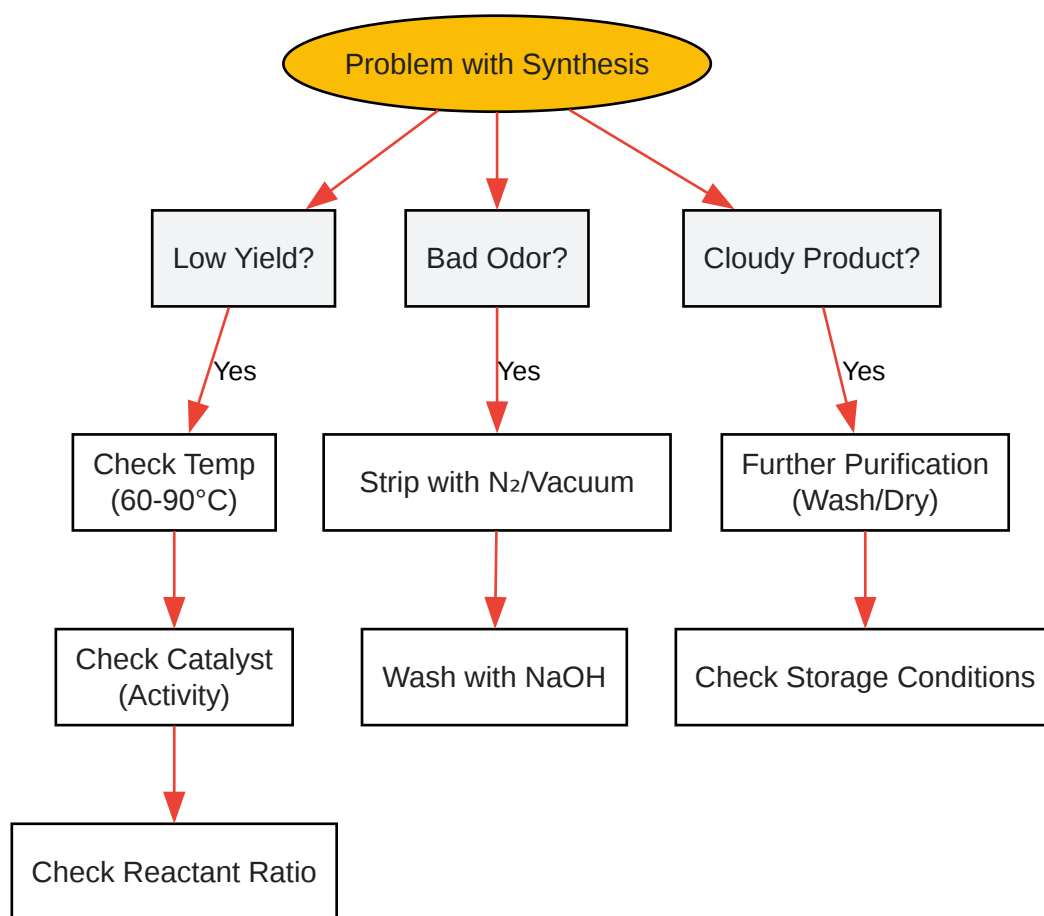 Problem with Synthesis
Low Yield?
Bad Odor?
Cloudy Product?
Yes
Yes
Yes
Check Temp
(60-90°C)
Strip with N₂/Vacuum
Further Purification
(Wash/Dry)
Check Catalyst
(Activity)
Wash with NaOH
Check Storage Conditions
Check Reactant Ratio